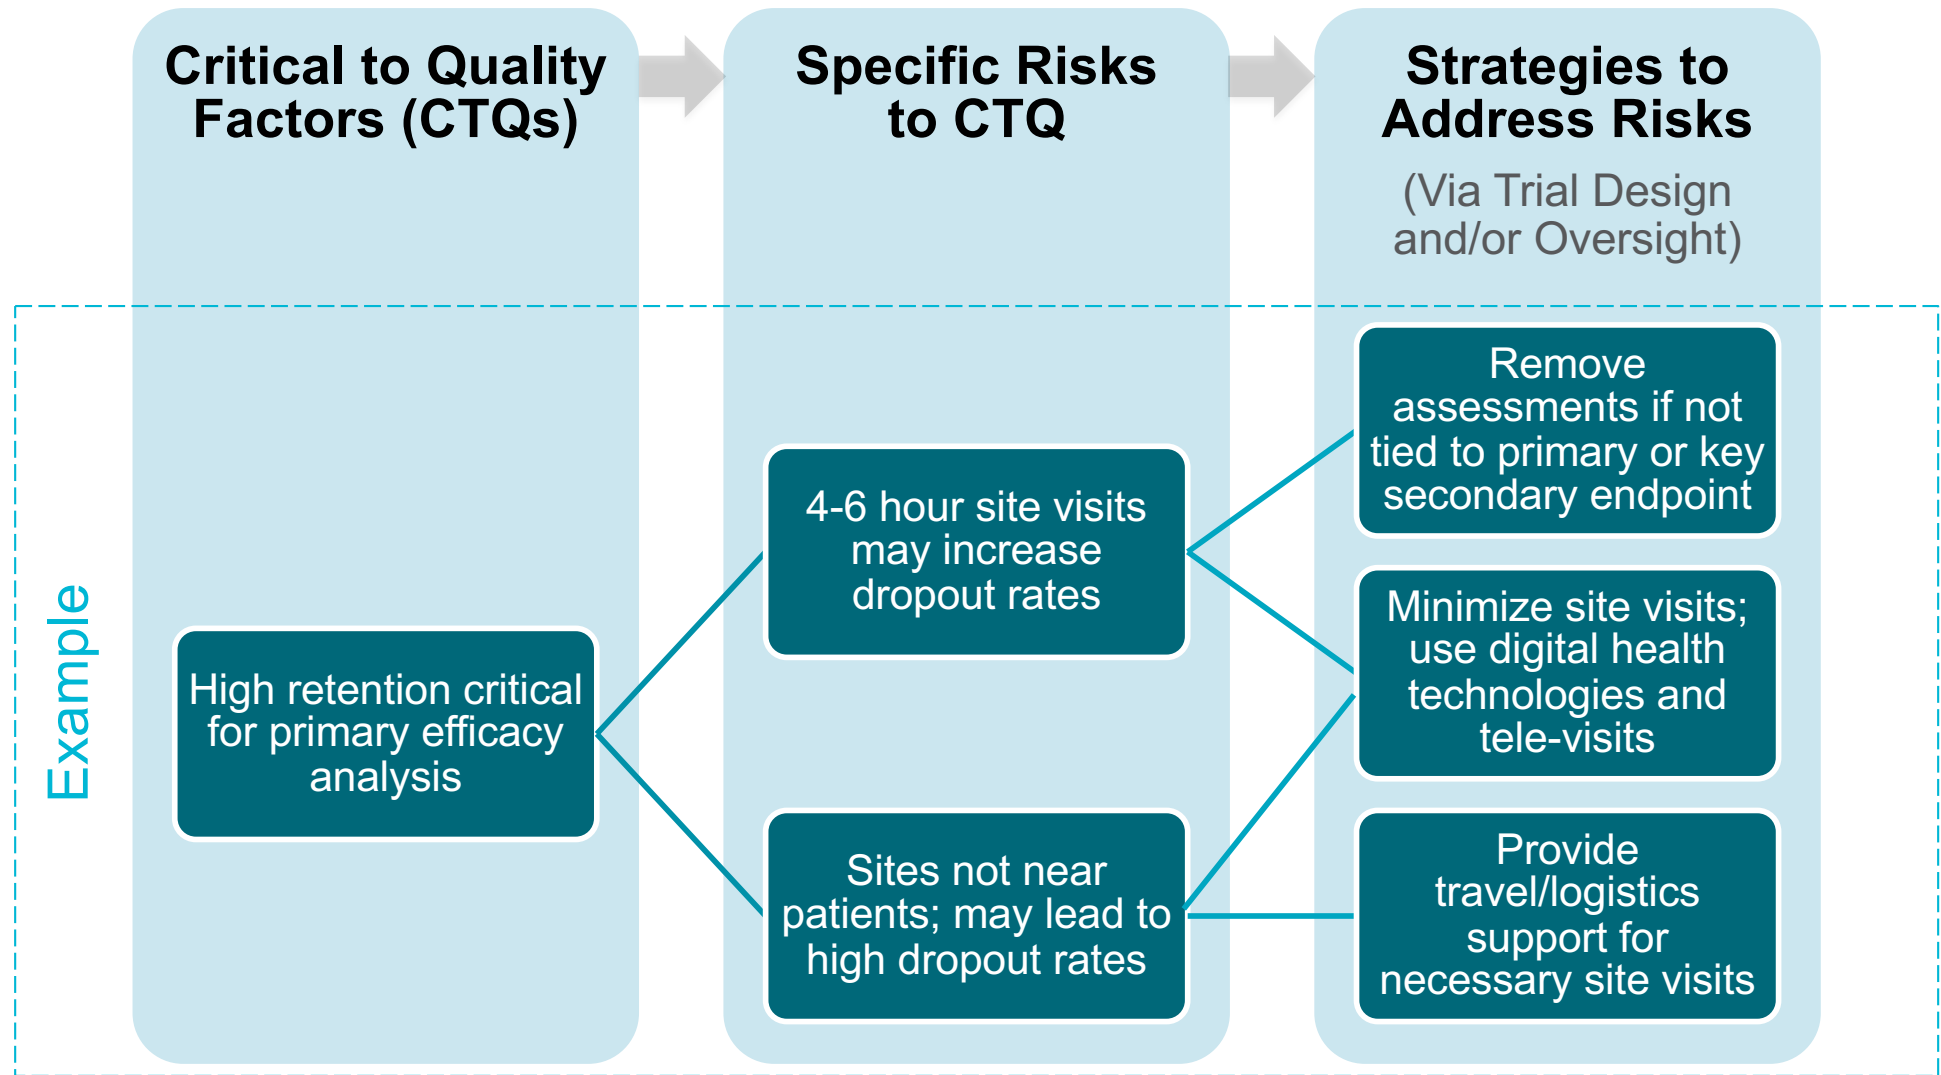 Critical to Quality
Factors (CTQs)
Specific Risks
to CTQ
Strategies to
Address Risks
(Via Trial Design
and/or Oversight)
Example
High retention critical
for primary efficacy
analysis
4-6 hour site visits
may increase
dropout rates
Sites not near
patients; may lead to
high dropout rates
Remove
assessments if not
tied to primary or key
secondary endpoint
Minimize site visits;
use digital health
technologies and
tele-visits
Provide
travel/logistics
support for
necessary site visits